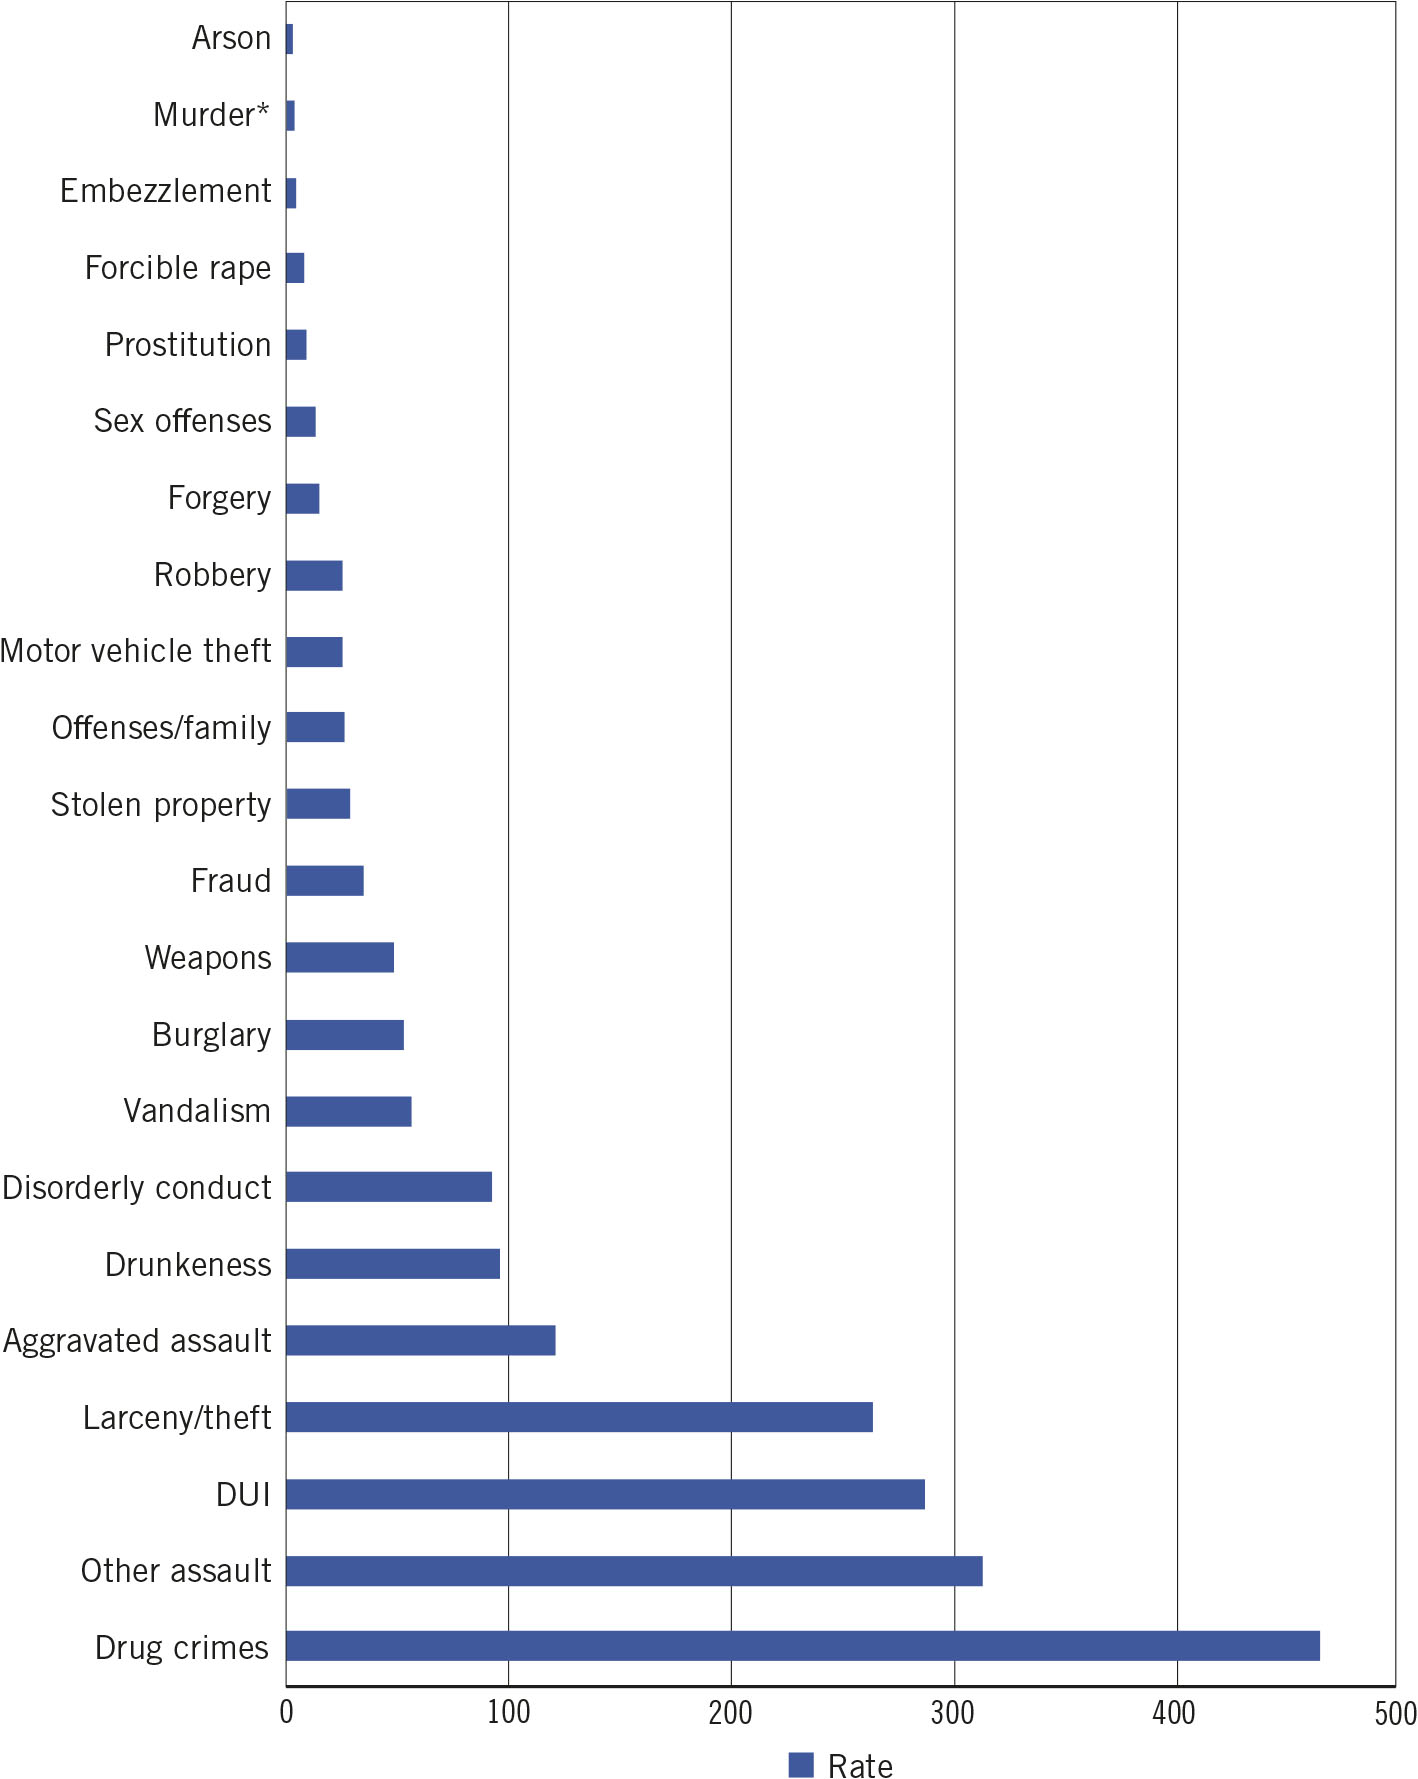 Arson
Murder*
Embezzlement
Forcible rape
Prostitution
Sex offenses
Forgery
Robbery
Motor vehicle theft
Offenses/family
Stolen property
Fraud
Weapons
Burglary
Vandalism
Disorderly conduct
Drunkeness
Aggravated assault
Larceny/theft
DUI
Other assault
Drug crimes
0 100 200 300 400 500
Rate